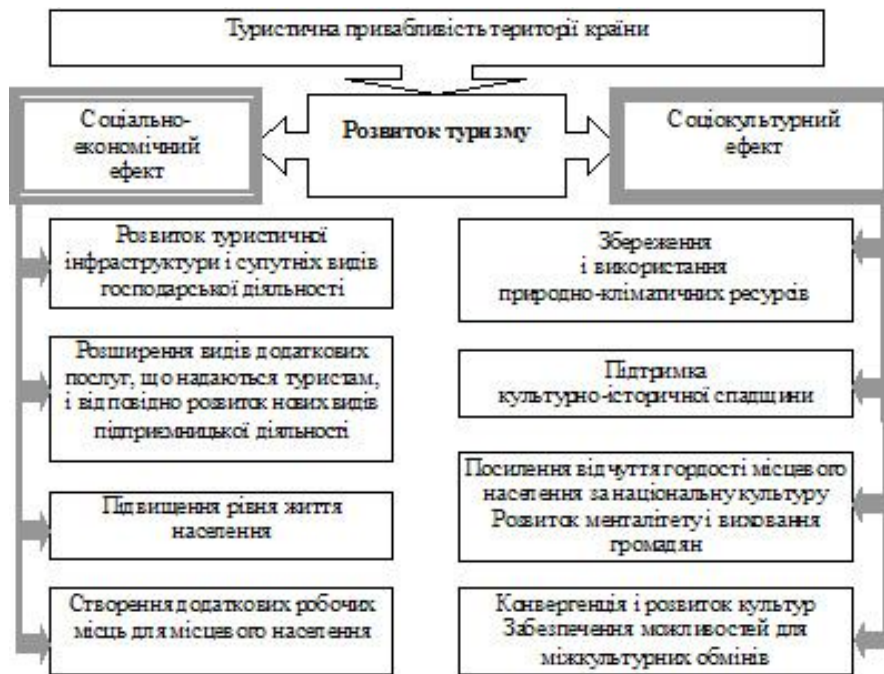 Туристична привабливість території країни
Соціально-
економічний
ефект
Розвиток туризму
Соціокультурний
ефект
Розвиток туристичної
інфраструктури і супутніх видів
господарської діяльності
Розширення видів додаткових
послуг, що надаються туристам,
і відповідно розвиток нових видів
підприємницької діяльності
Підвищення рівня життя
населення
Створення додаткових робочих
місць для місцевого населення
Збереження
і використання
природно-кліматичних ресурсів
Підтримка
культурно-історичної спадщини
Посилення відчуття гордості місцевого
населення за національну культуру
Розвиток менталітету і виховання
громадян
Конвергенція і розвиток культур
Забезпечення можливостей для
міжкультурних обмінів